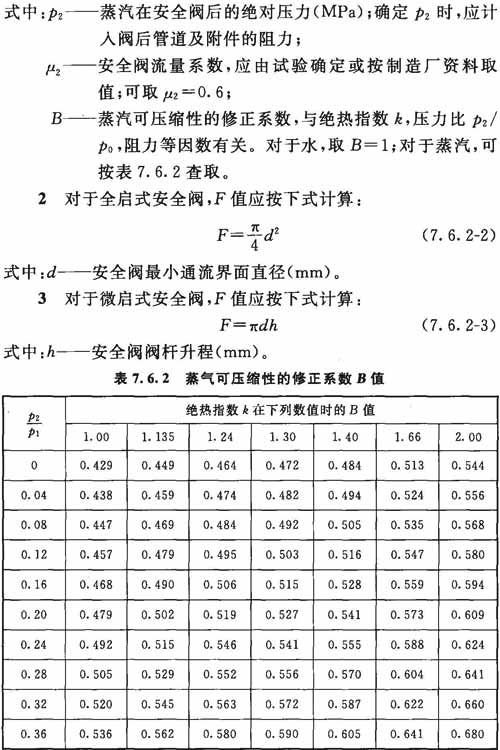 式中:p₂——蒸汽在安全阀后的绝对压力(MPa);确定 p₂ 时,应计
入阀后管道及附件的阻力;
μ₂——安全阀流量系数,应由试验确定或按制造厂资料取
值;可取 μ₂=0.6;
B——蒸汽可压缩性的修正系数,与绝热指数 k,压力比 p₂/
p₀,阻力等因数有关。对于水,取 B=1;对于蒸汽,可
按表 7.6.2 查取。
2 对于全启式安全阀,F 值应按下式计算:
F=π/4 d² (7.6.2-2)
式中:d——安全阀最小通流界面直径(mm)。
3 对于微启式安全阀,F 值应按下式计算:
F=πdh (7.6.2-3)
式中:h——安全阀阀杆升程(mm)。
表 7.6.2 蒸气可压缩性的修正系数 B 值
p₂/p₁ 绝热指数 k 在下列数值时的 B 值
1.00 1.135 1.24 1.30 1.40 1.66 2.00
0 0.429 0.449 0.464 0.472 0.484 0.513 0.544
0.04 0.438 0.459 0.474 0.482 0.494 0.524 0.556
0.08 0.447 0.469 0.484 0.492 0.505 0.535 0.568
0.12 0.457 0.479 0.495 0.503 0.516 0.547 0.580
0.16 0.468 0.490 0.506 0.515 0.528 0.559 0.594
0.20 0.479 0.502 0.519 0.527 0.541 0.573 0.609
0.24 0.492 0.515 0.546 0.541 0.555 0.588 0.624
0.28 0.505 0.529 0.552 0.556 0.570 0.604 0.641
0.32 0.520 0.545 0.563 0.572 0.587 0.622 0.660
0.36 0.536 0.562 0.580 0.590 0.605 0.641 0.680